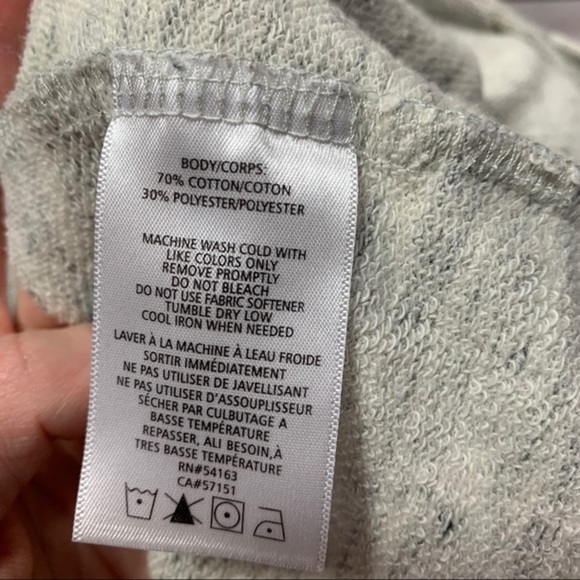 BODY/CORPS:
70% COTTON/COTON
30% POLYESTER/POLYESTER
MACHINE WASH COLD WITH
LIKE COLORS ONLY
REMOVE PROMPTLY
DO NOT BLEACH
DO NOT USE FABRIC SOFTENER
TUMBLE DRY LOW
COOL IRON WHEN NEEDED
LAVER À LA MACHINE À LEAU FROIDE
SORTIR IMMÉDIATEMENT
NE PAS UTILISER DE JAVELLISANT
NE PAS UTILISER D'ASSOUPLISSEUR
SÉCHER PAR CULBUTAGE A
BASSE TEMPÉRATURE
REPASSER, ALI BESOIN,À
TRES BASSE TEMPÉRATURE
RN#54163
CA#57151